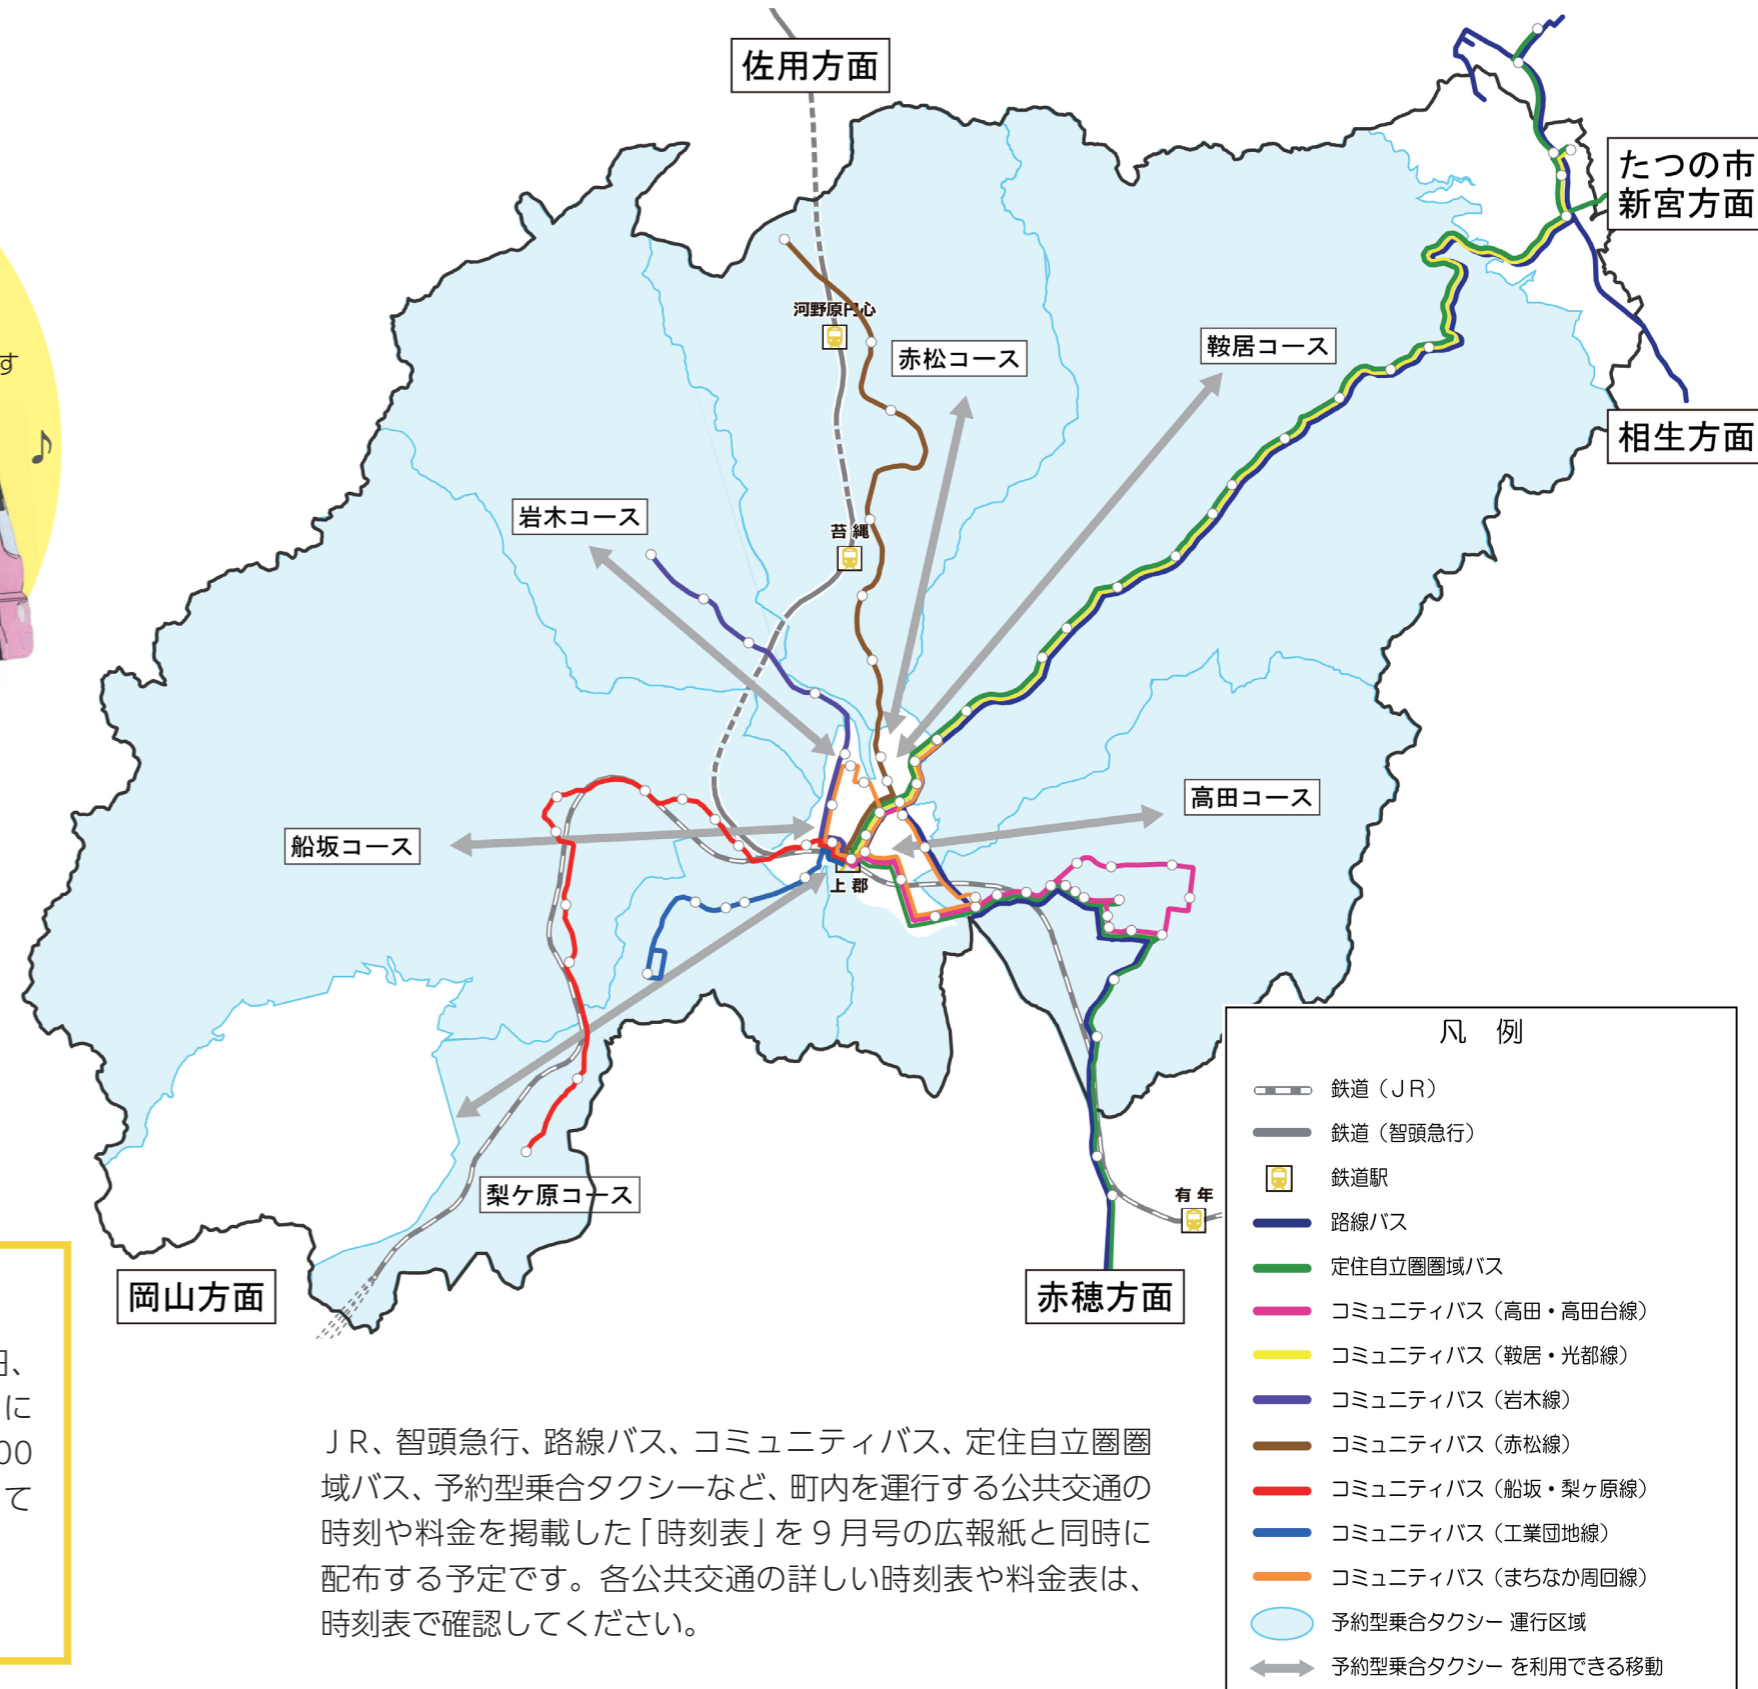 佐用方面
たつの市
新宮方面
す
♪
河野原円心
赤松コース
鞍居コース
相生方面
岩木コース
苔縄
高田コース
船坂コース
上郡
梨ケ原コース
有年
岡山方面
赤穂方面
凡 例
鉄道（ＪＲ）
鉄道（智頭急行）
鉄道駅
路線バス
定住自立圏圏域バス
コミュニティバス（高田・高田台線）
コミュニティバス（鞍居・光都線）
コミュニティバス（岩木線）
コミュニティバス（赤松線）
コミュニティバス（船坂・梨ヶ原線）
コミュニティバス（工業団地線）
コミュニティバス（まちなか周回線）
予約型乗合タクシー 運行区域
予約型乗合タクシー を利用できる移動
、
に
00
て
ＪＲ、智頭急行、路線バス、コミュニティバス、定住自立圏圏
域バス、予約型乗合タクシーなど、町内を運行する公共交通の
時刻や料金を掲載した「時刻表」を９月号の広報紙と同時に
配布する予定です。各公共交通の詳しい時刻表や料金表は、
時刻表で確認してください。